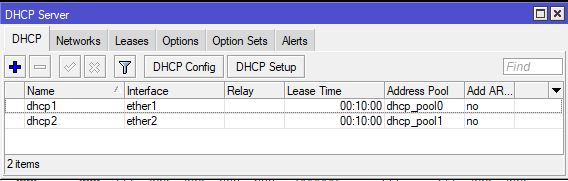 DHCP Server
DHCP Networks Leases Options Option Sets Alerts
DHCP Config DHCP Setup Find
Name Interface Relay Lease Time Address Pool Add AR...
dhcp1 ether1 00:10:00 dhcp_pool0 no
dhcp2 ether2 00:10:00 dhcp_pool1 no
2 items